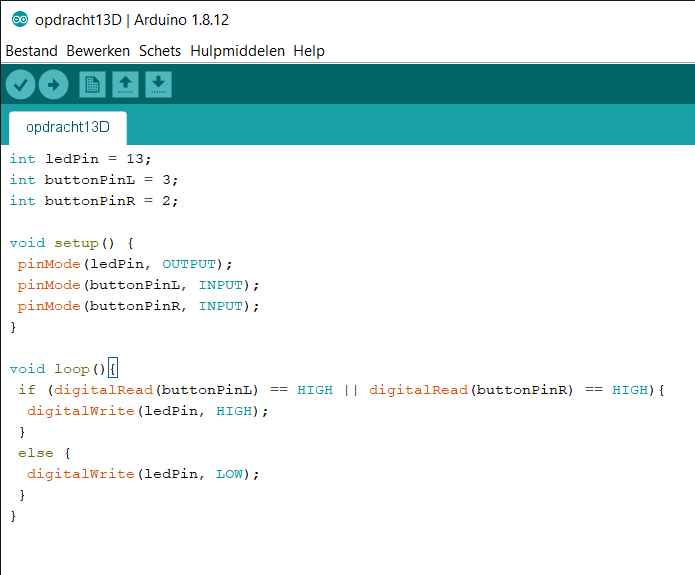 opdracht13D | Arduino 1.8.12
Bestand Bewerken Schets Hulpmiddelen Help
opdracht13D
int ledPin = 13;
int buttonPinL = 3;
int buttonPinR = 2;
void setup() {
 pinMode(ledPin, OUTPUT);
 pinMode(buttonPinL, INPUT);
 pinMode(buttonPinR, INPUT);
}
void loop(){
 if (digitalRead(buttonPinL) == HIGH || digitalRead(buttonPinR) == HIGH){
  digitalWrite(ledPin, HIGH);
 }
 else {
  digitalWrite(ledPin, LOW);
 }
}